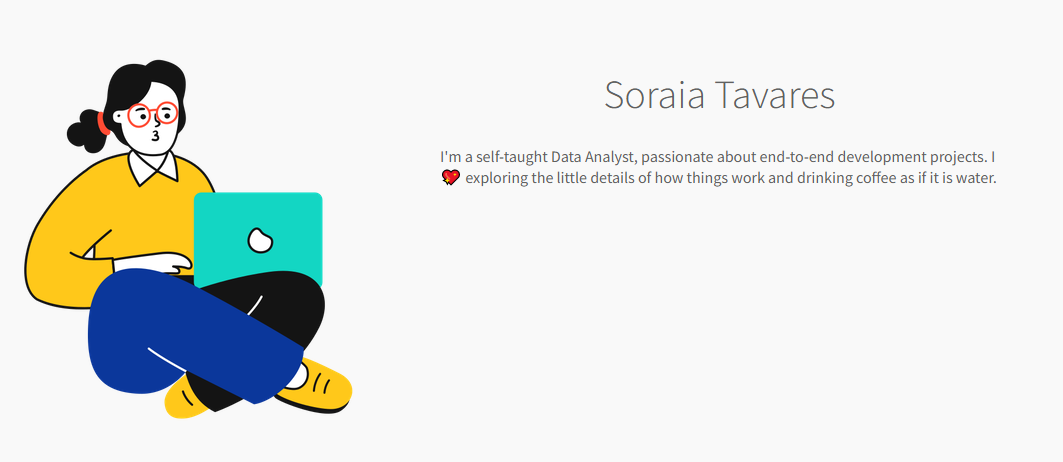 Soraia Tavares
I'm a self-taught Data Analyst, passionate about end-to-end development projects. I
💖 exploring the little details of how things work and drinking coffee as if it is water.